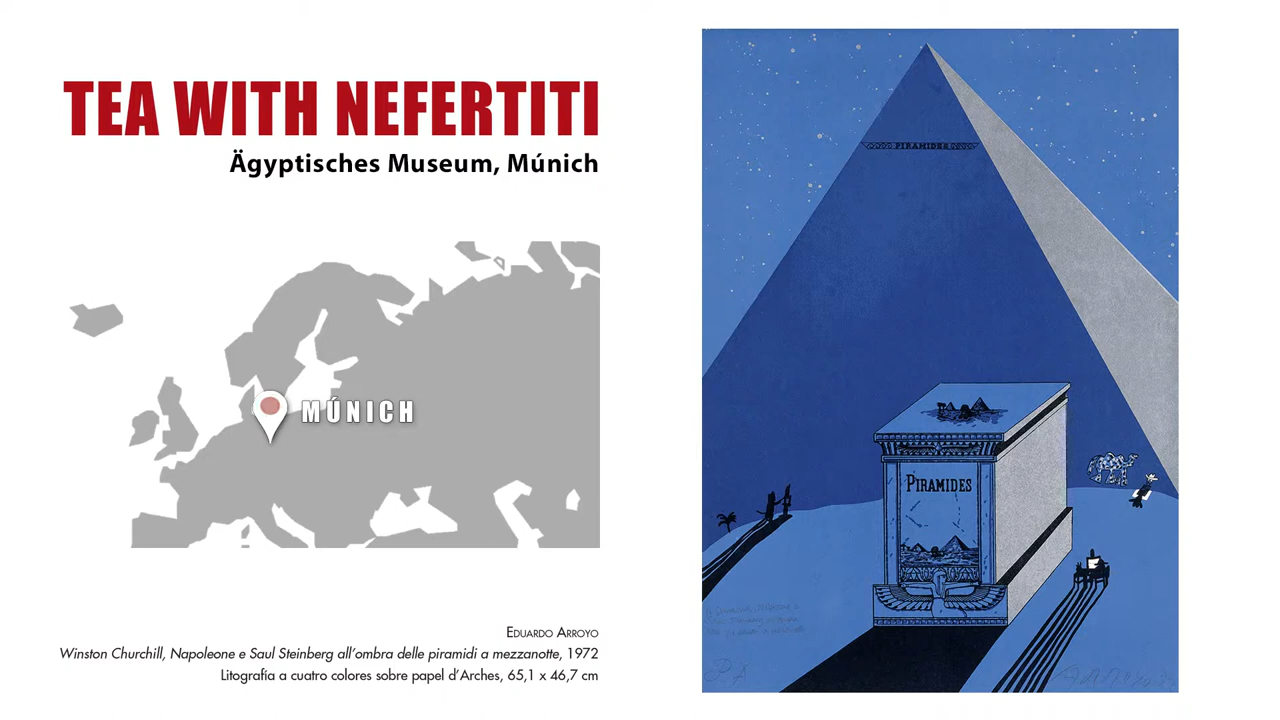 TEA WITH NEFERTITI
Ägyptisches Museum, Múnich
MÚNICH
Eduardo Arroyo
Winston Churchill, Napoleone e Saul Steinberg all'ombra delle piramidi a mezzanotte, 1972
Litografía a cuatro colores sobre papel d'Arches, 65,1 x 46,7 cm
PIRAMIDES
PIRAMIDES